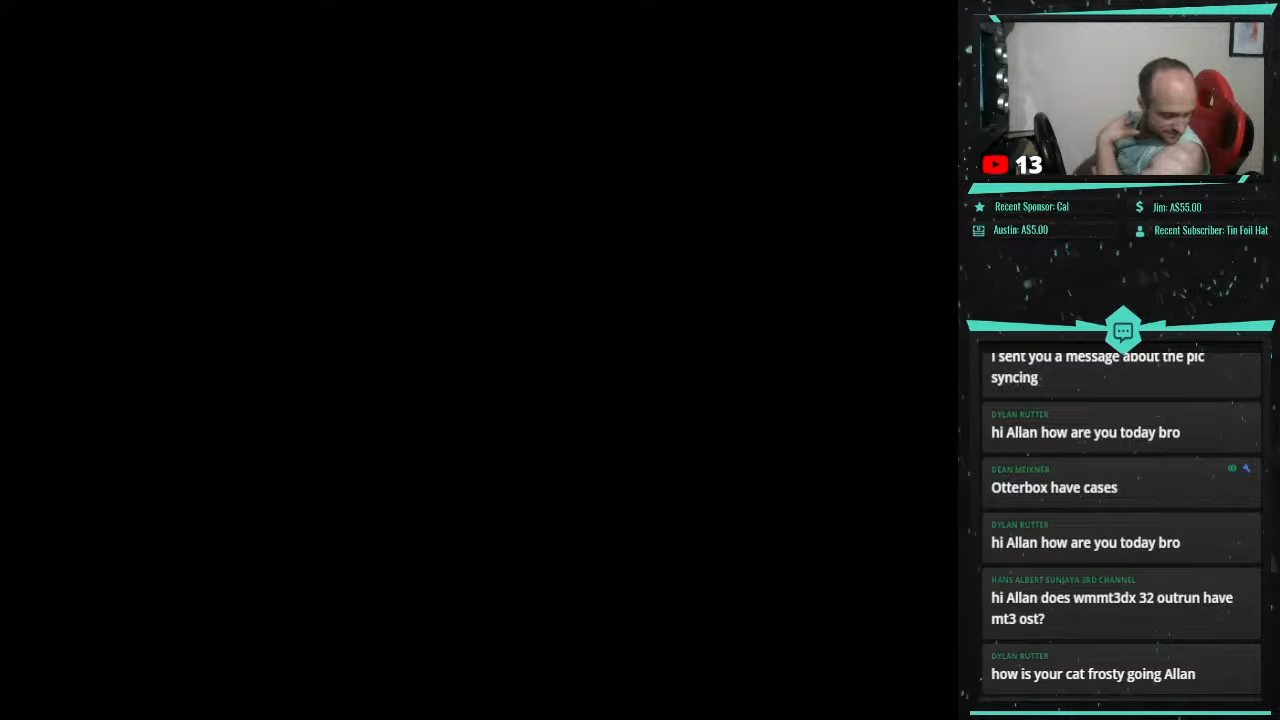 13
Recent Sponsor: Cal
Jim: A$55.00
Austin: A$5.00
Recent Subscriber: Tin Foil Hat
I sent you a message about the pic
syncing
DYLAN RUTTER
hi Allan how are you today bro
DEAN MEIXNER
Otterbox have cases
DYLAN RUTTER
hi Allan how are you today bro
HANS ALBERT SUNJAYA 3RD CHANNEL
hi Allan does wmmt3dx 32 outrun have
mt3 ost?
DYLAN RUTTER
how is your cat frosty going Allan